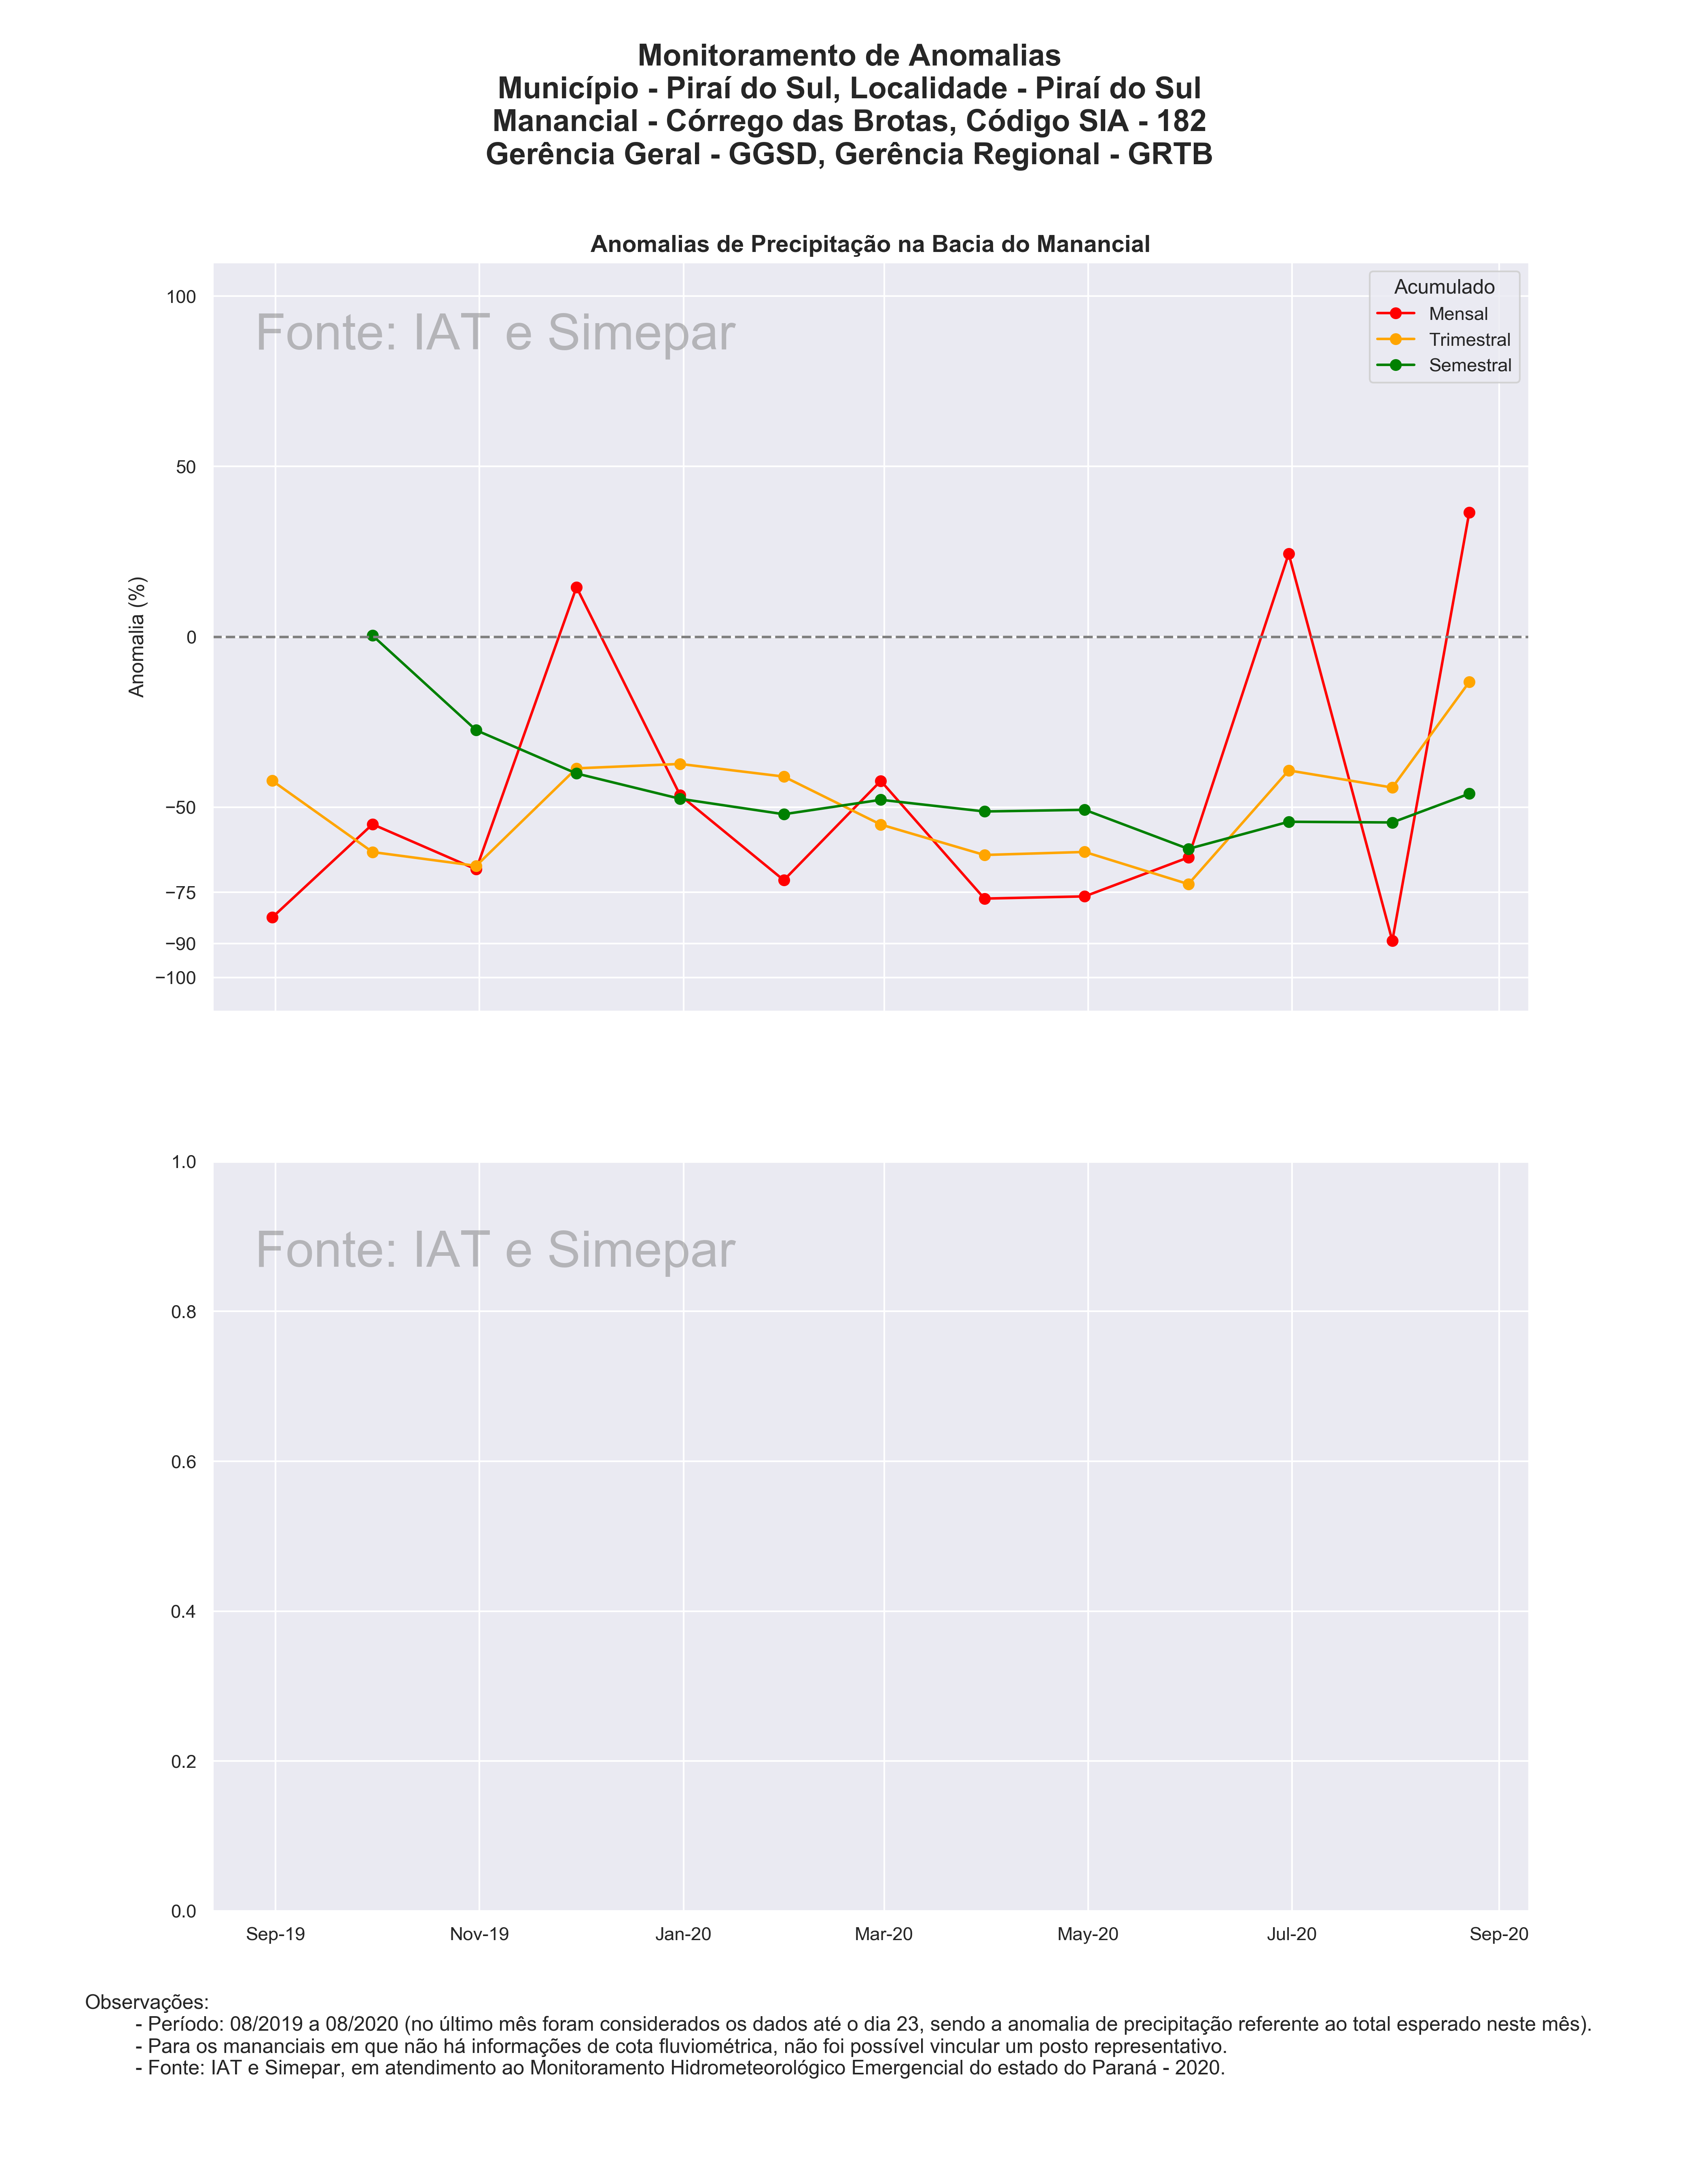 Monitoramento de Anomalias
Município - Piraí do Sul, Localidade - Piraí do Sul
Manancial - Córrego das Brotas, Código SIA - 182
Gerência Geral - GGSD, Gerência Regional - GRTB
Anomalias de Precipitação na Bacia do Manancial
Fonte: IAT e Simepar
Acumulado
Mensal
Trimestral
Semestral
Anomalia (%)
100
50
0
−50
−75
−90
−100
Fonte: IAT e Simepar
1.0
0.8
0.6
0.4
0.2
0.0
Sep-19 Nov-19 Jan-20 Mar-20 May-20 Jul-20 Sep-20
Observações:
- Período: 08/2019 a 08/2020 (no último mês foram considerados os dados até o dia 23, sendo a anomalia de precipitação referente ao total esperado neste mês).
- Para os mananciais em que não há informações de cota fluviométrica, não foi possível vincular um posto representativo.
- Fonte: IAT e Simepar, em atendimento ao Monitoramento Hidrometeorológico Emergencial do estado do Paraná - 2020.